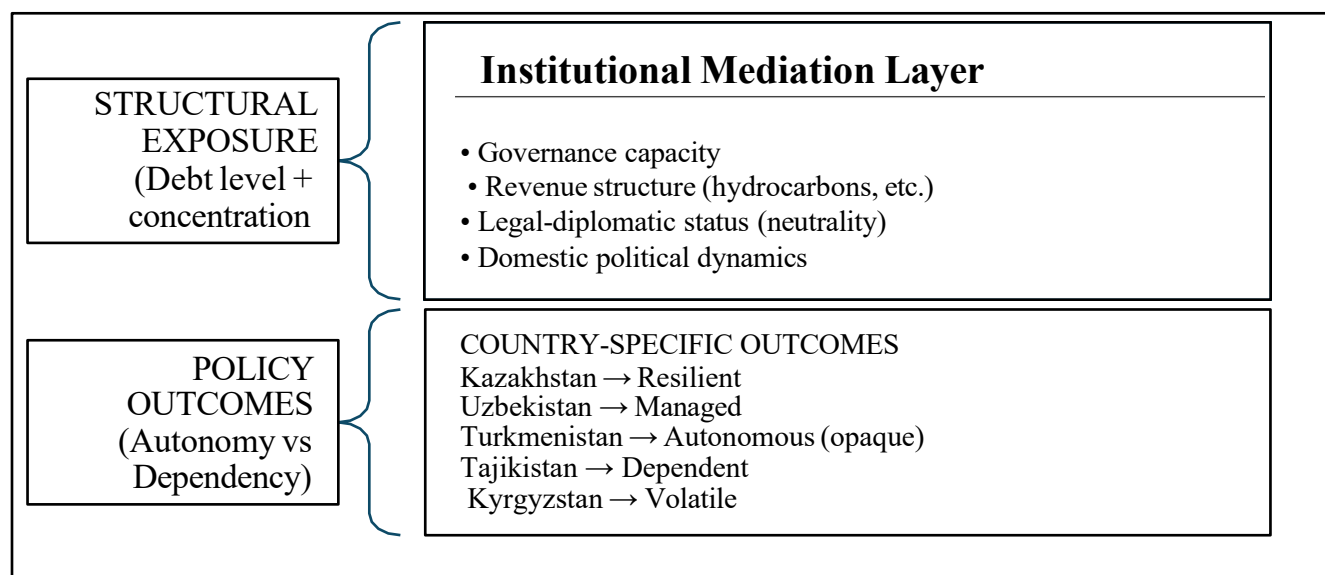 STRUCTURAL
EXPOSURE
(Debt level +
concentration
Institutional Mediation Layer
• Governance capacity
• Revenue structure (hydrocarbons, etc.)
• Legal-diplomatic status (neutrality)
• Domestic political dynamics
POLICY
OUTCOMES
(Autonomy vs
Dependency)
COUNTRY-SPECIFIC OUTCOMES
Kazakhstan → Resilient
Uzbekistan → Managed
Turkmenistan → Autonomous (opaque)
Tajikistan → Dependent
Kyrgyzstan → Volatile